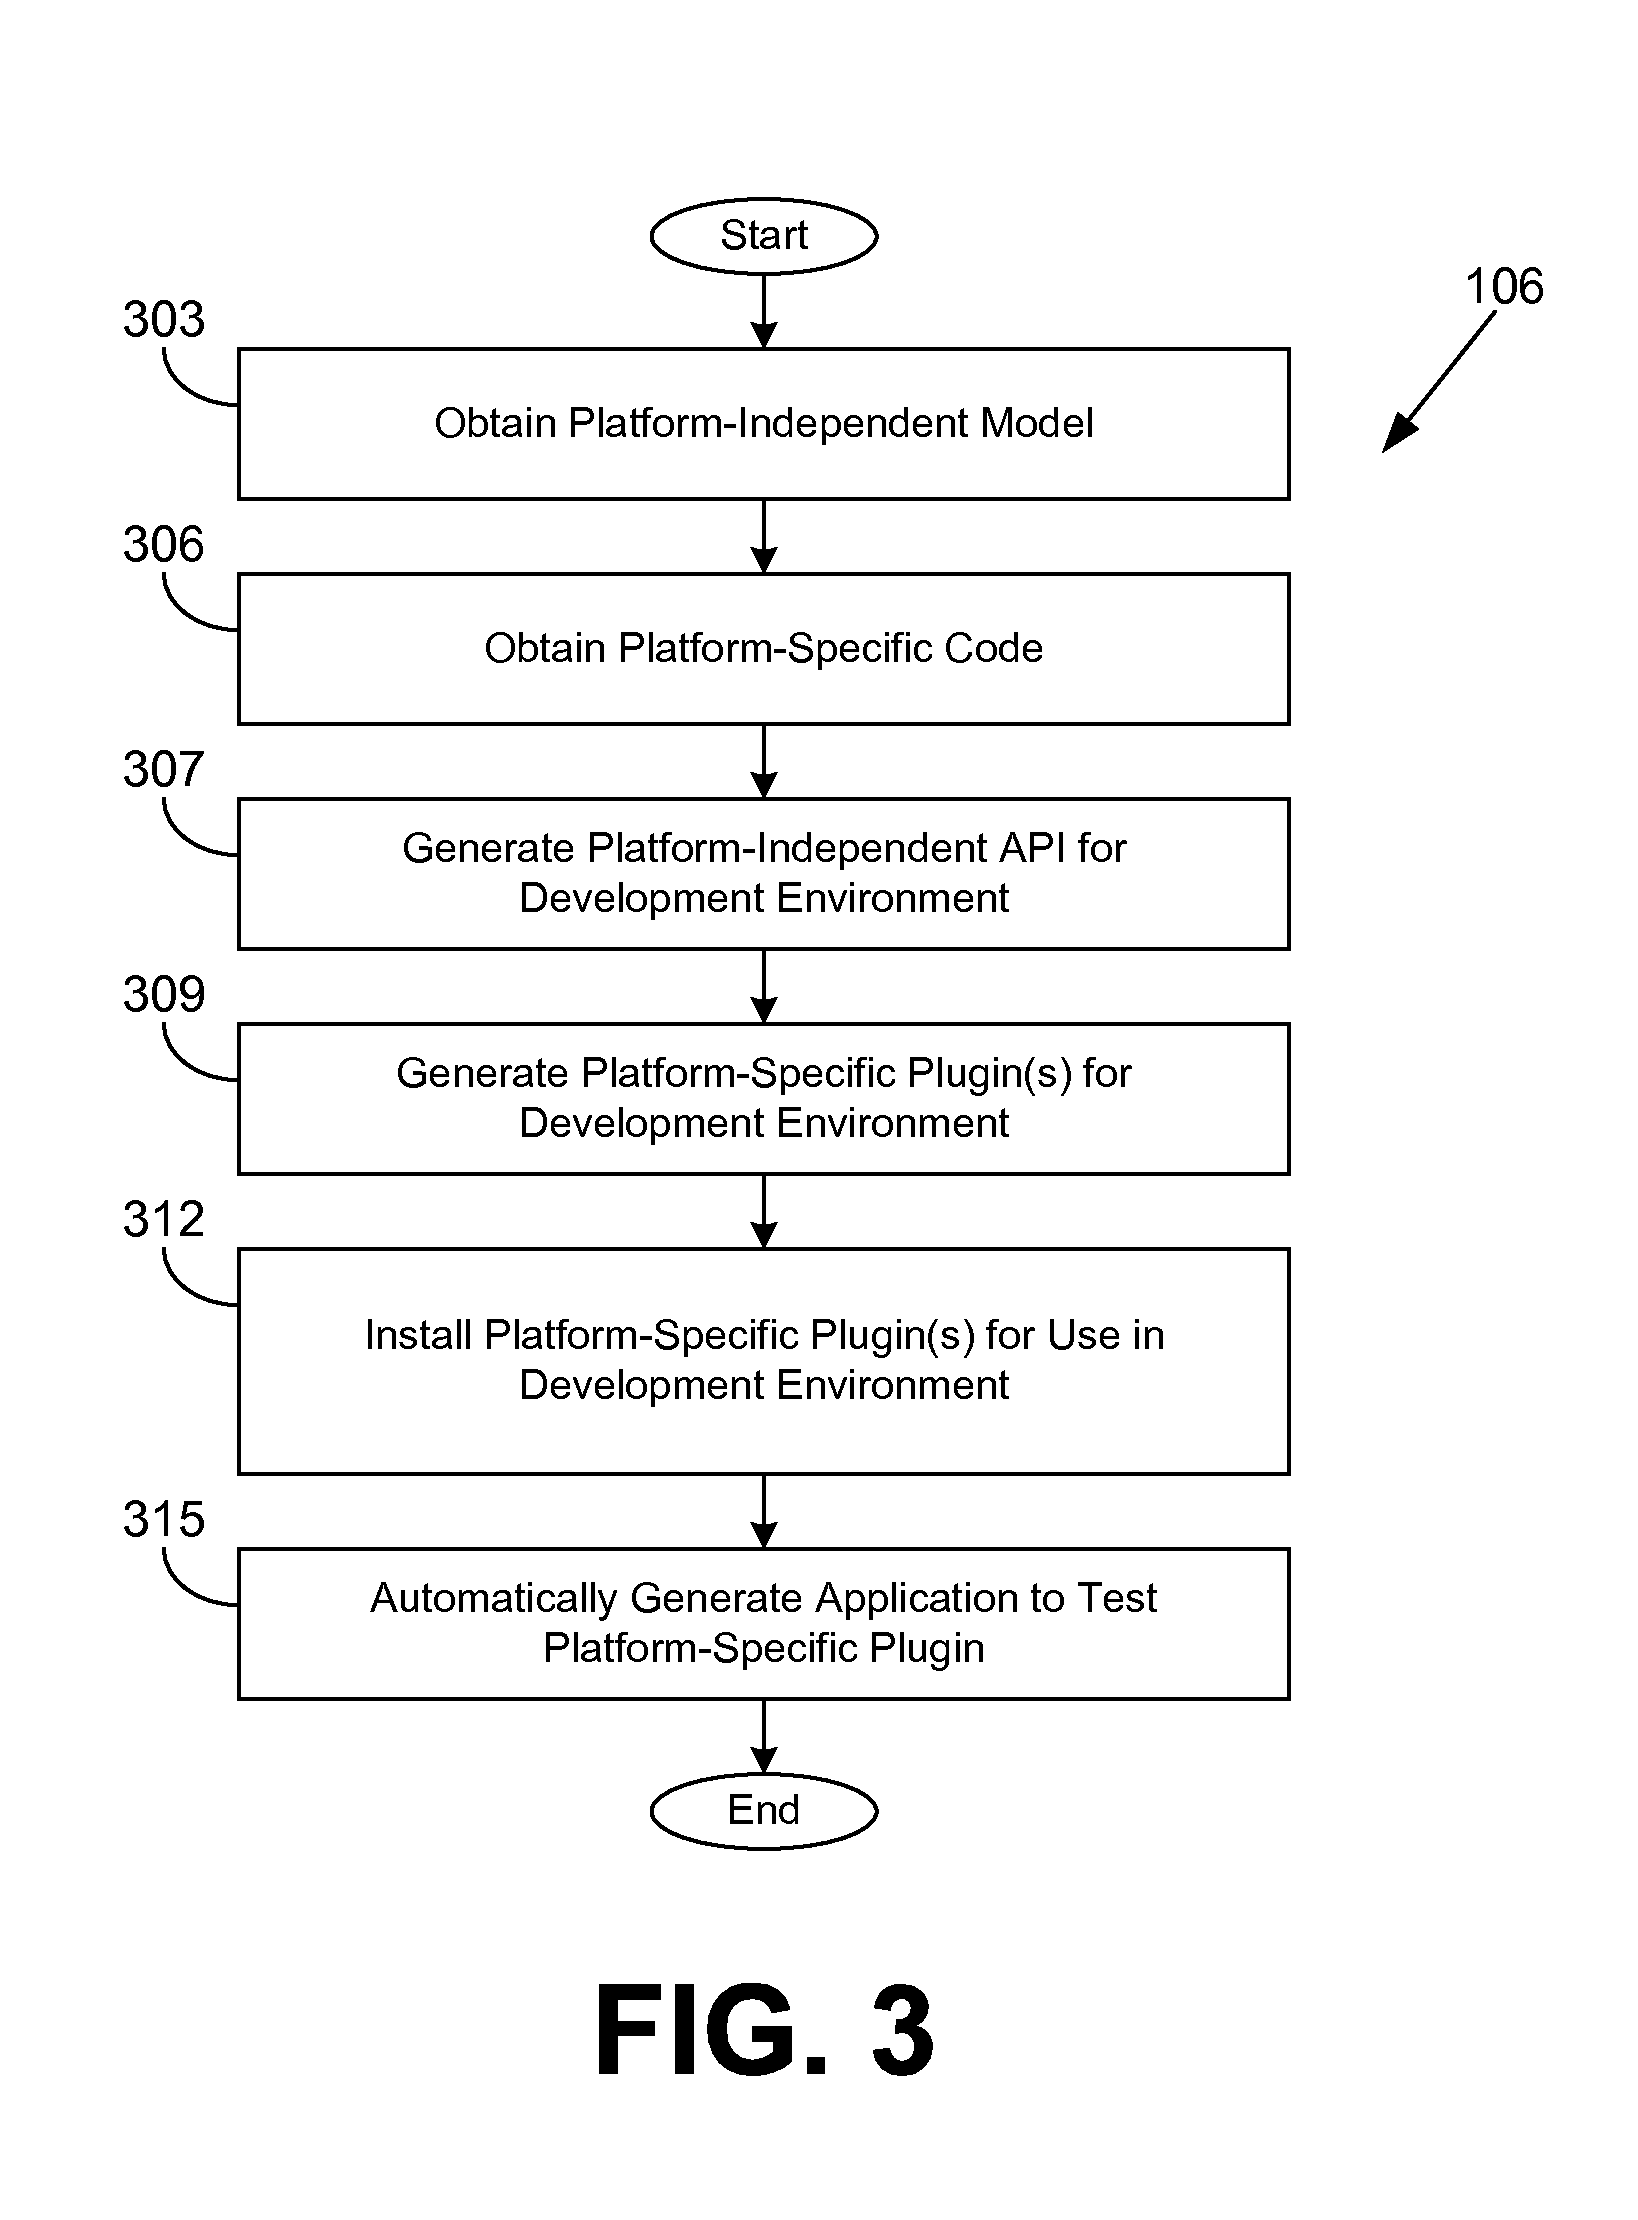 Start
106
303
Obtain Platform-Independent Model
306
Obtain Platform-Specific Code
307
Generate Platform-Independent API for
Development Environment
309
Generate Platform-Specific Plugin(s) for
Development Environment
312
Install Platform-Specific Plugin(s) for Use in
Development Environment
315
Automatically Generate Application to Test
Platform-Specific Plugin
End
FIG. 3